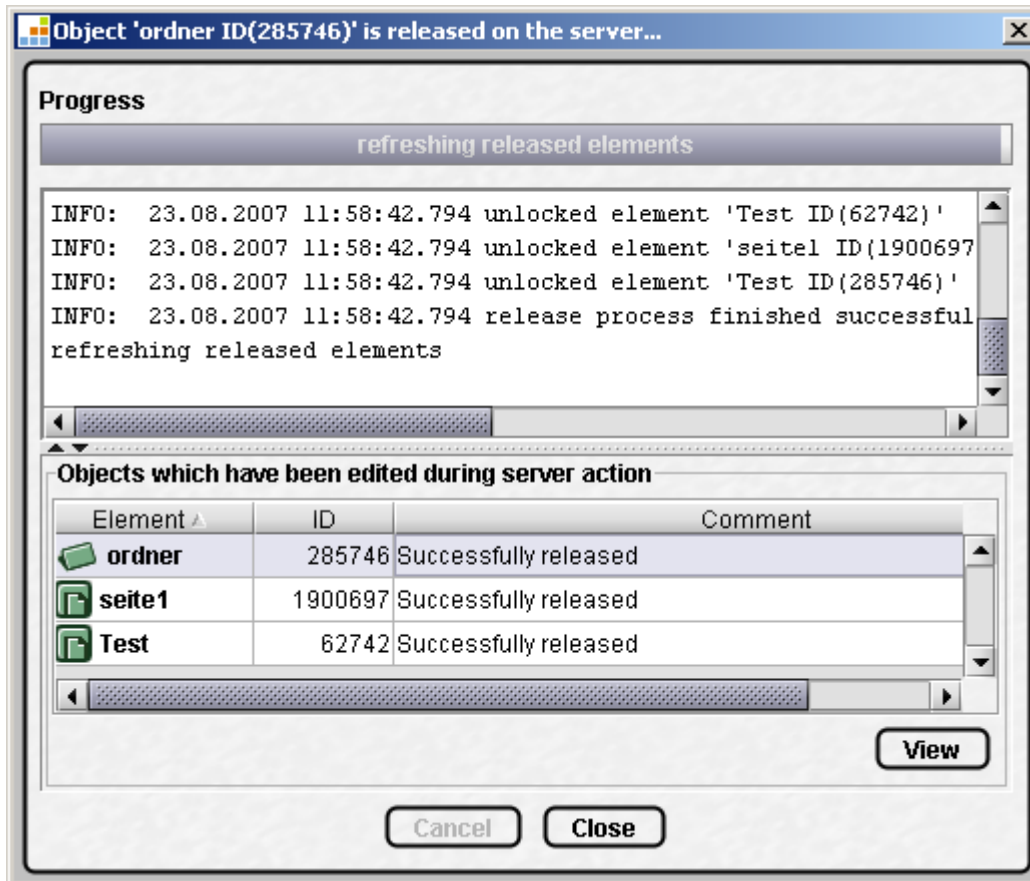 Object 'ordner ID(285746)' is released on the server...
Progress
refreshing released elements
INFO: 23.08.2007 11:58:42.794 unlocked element 'Test ID(62742)'
INFO: 23.08.2007 11:58:42.794 unlocked element 'seite1 ID(1900697
INFO: 23.08.2007 11:58:42.794 unlocked element 'Test ID(285746)'
INFO: 23.08.2007 11:58:42.794 release process finished successful
refreshing released elements
Objects which have been edited during server action
Element ID Comment
ordner 285746 Successfully released
seite1 1900697 Successfully released
Test 62742 Successfully released
View
Cancel Close